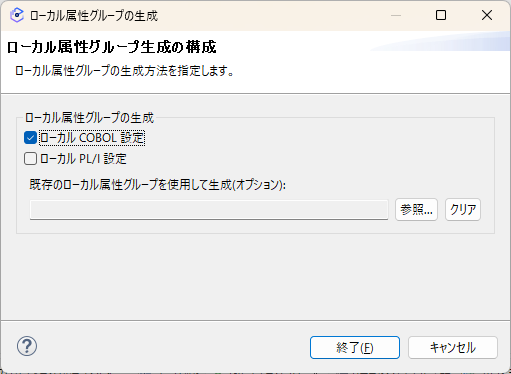 ローカル属性グループの生成
ローカル属性グループ生成の構成
ローカル属性グループの生成方法を指定します。
ローカル属性グループの生成
ローカル COBOL 設定
ローカル PL/I 設定
既存のローカル属性グループを使用して生成(オプション):
参照... クリア
? 終了(F) キャンセル